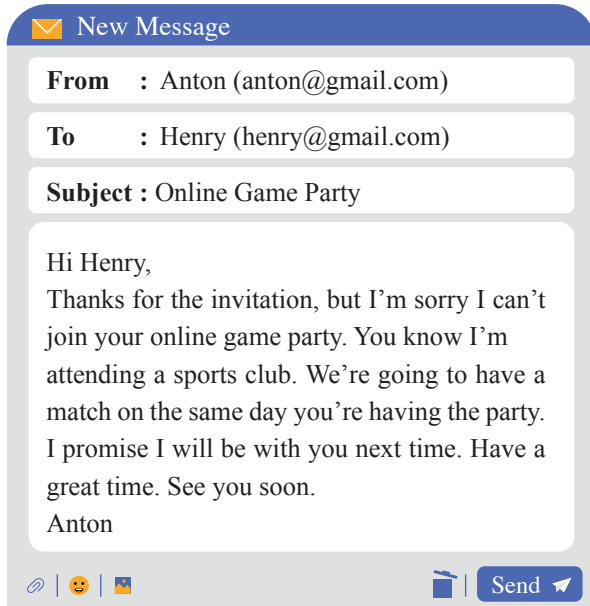 New Message
From : Anton (anton@gmail.com)
To : Henry (henry@gmail.com)
Subject : Online Game Party
Hi Henry,
Thanks for the invitation, but I'm sorry I can't
join your online game party. You know I'm
attending a sports club. We're going to have a
match on the same day you're having the party.
I promise I will be with you next time. Have a
great time. See you soon.
Anton
Send